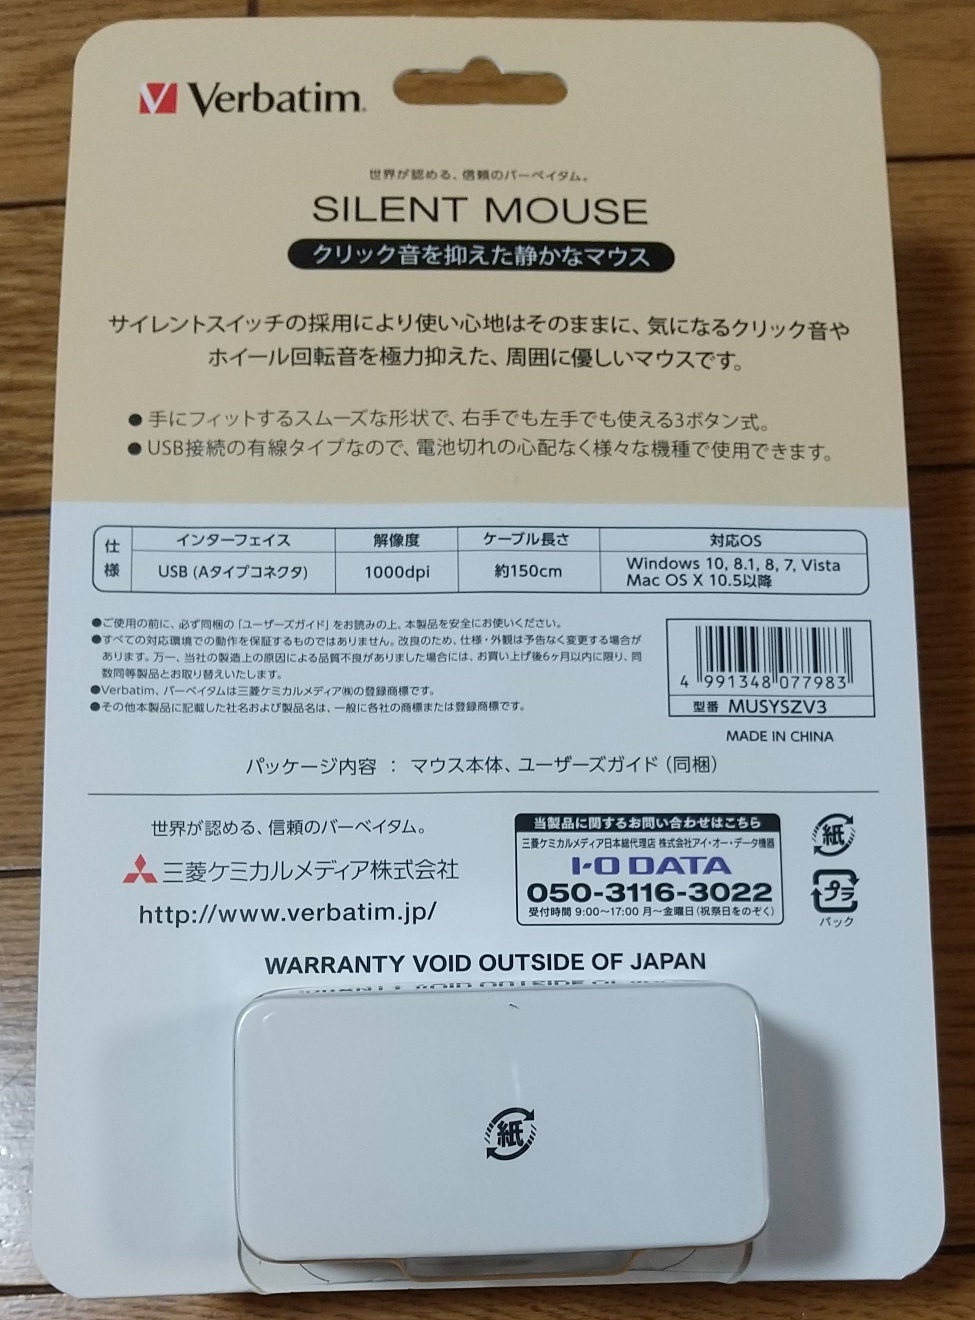 Verbatim.
世界が認める、信頼のバーベイタム。
SILENT MOUSE
クリック音を抑えた静かなマウス
サイレントスイッチの採用により使い心地はそのままに、気になるクリック音や
ホイール回転音を極力抑えた、周囲に優しいマウスです。
●手にフィットするスムーズな形状で、右手でも左手でも使える3ボタン式。
●USB接続の有線タイプなので、電池切れの心配なく様々な機種で使用できます。
仕様
インターフェイス 解像度 ケーブル長さ 対応OS
USB (Aタイプコネクタ) 1000dpi 約150cm Windows 10, 8.1, 8, 7, Vista
Mac OS X 10.5以降
●ご使用の前に、必ず同梱の「ユーザーズガイド」をお読みの上、本製品を安全にお使いください。
●すべての対応環境での動作を保証するものではありません。改良のため、仕様・外観は予告なく変更する場合が
あります。万一、当社の製造上の原因による品質不良がありました場合には、お買い上げ後6ヶ月以内に限り、同
数同等製品とお取り替えいたします。
●Verbatim、バーベイタムは三菱ケミカルメディア㈱の登録商標です。
●その他本製品に記載した社名および製品名は、一般に各社の商標または登録商標です。
4 991348 077983
型番 MUSYSZV3
MADE IN CHINA
パッケージ内容 : マウス本体、ユーザーズガイド(同梱)
世界が認める、信頼のバーベイタム。
三菱ケミカルメディア株式会社
http://www.verbatim.jp/
当製品に関するお問い合わせはこちら
三菱ケミカルメディア日本総代理店 株式会社アイ・オー・データ機器
I-O DATA
050-3116-3022
受付時間 9:00〜17:00 月〜金曜日(祝祭日をのぞく)
紙
プラ
パック
WARRANTY VOID OUTSIDE OF JAPAN
紙